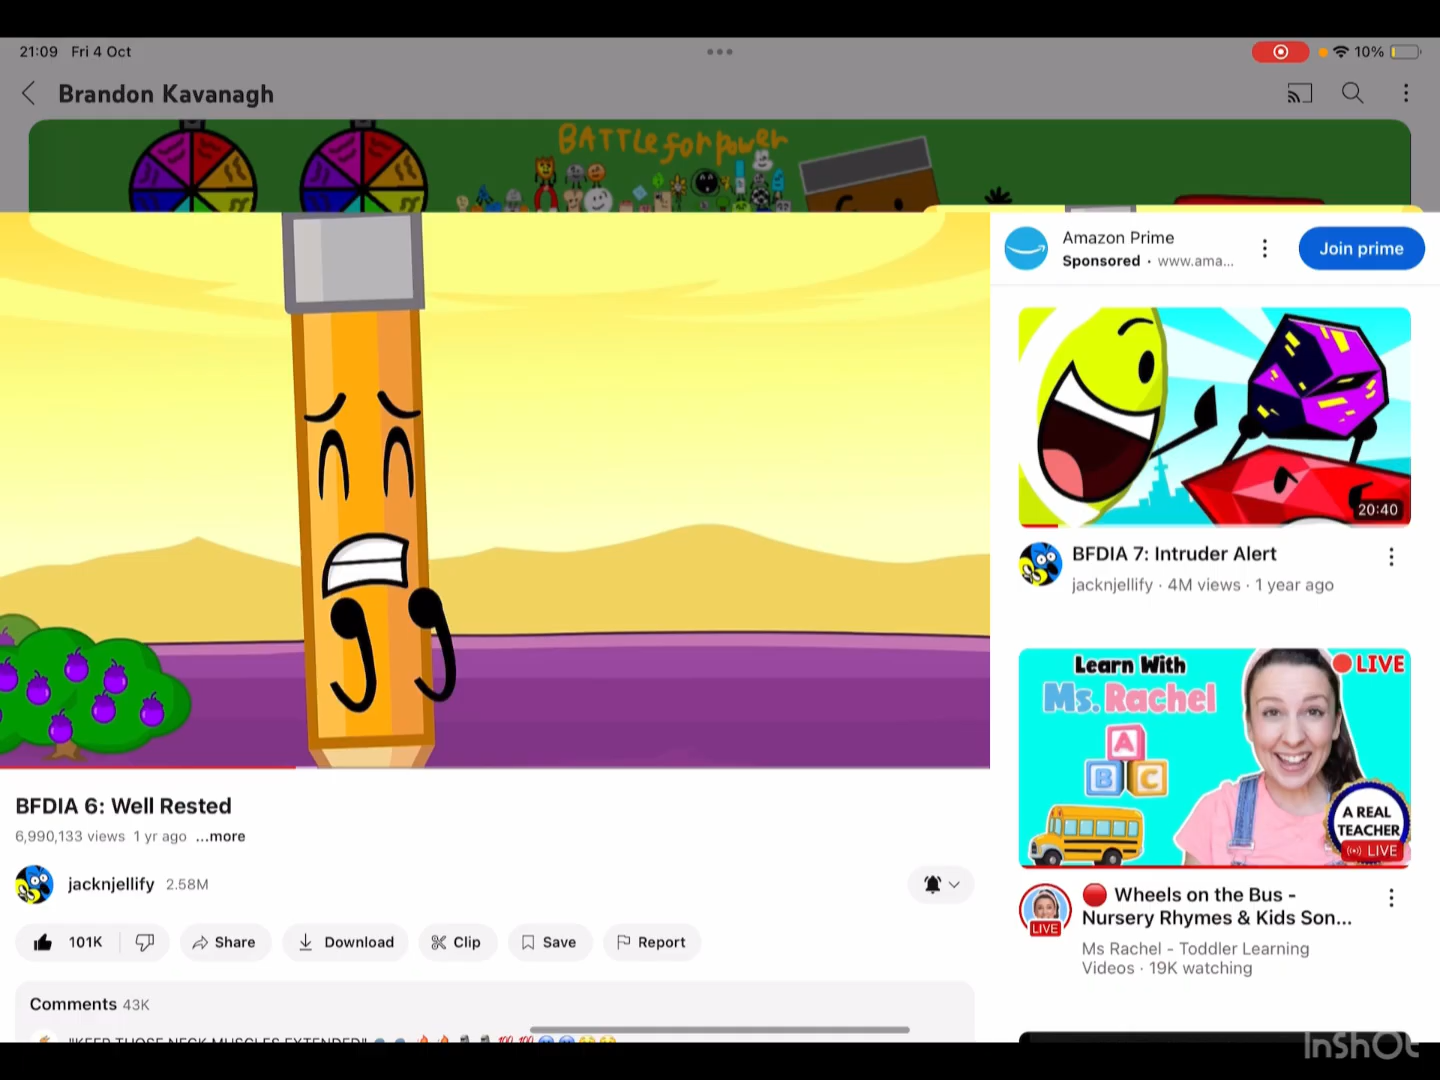 21:09 Fri 4 Oct
10%
Brandon Kavanagh
BATTLE for power
Amazon Prime
Sponsored · www.ama...
Join prime
20:40
BFDIA 7: Intruder Alert
jacknjellify · 4M views · 1 year ago
Learn With
Ms. Rachel
LIVE
A
B C
A REAL
TEACHER
LIVE
LIVE
Wheels on the Bus -
Nursery Rhymes & Kids Son...
Ms Rachel - Toddler Learning
Videos · 19K watching
BFDIA 6: Well Rested
6,990,133 views 1 yr ago ...more
jacknjellify 2.58M
101K Share Download Clip Save Report
Comments 43K
"KEEP THOSE NECK MUSCLES EXTENDED"
InShOt